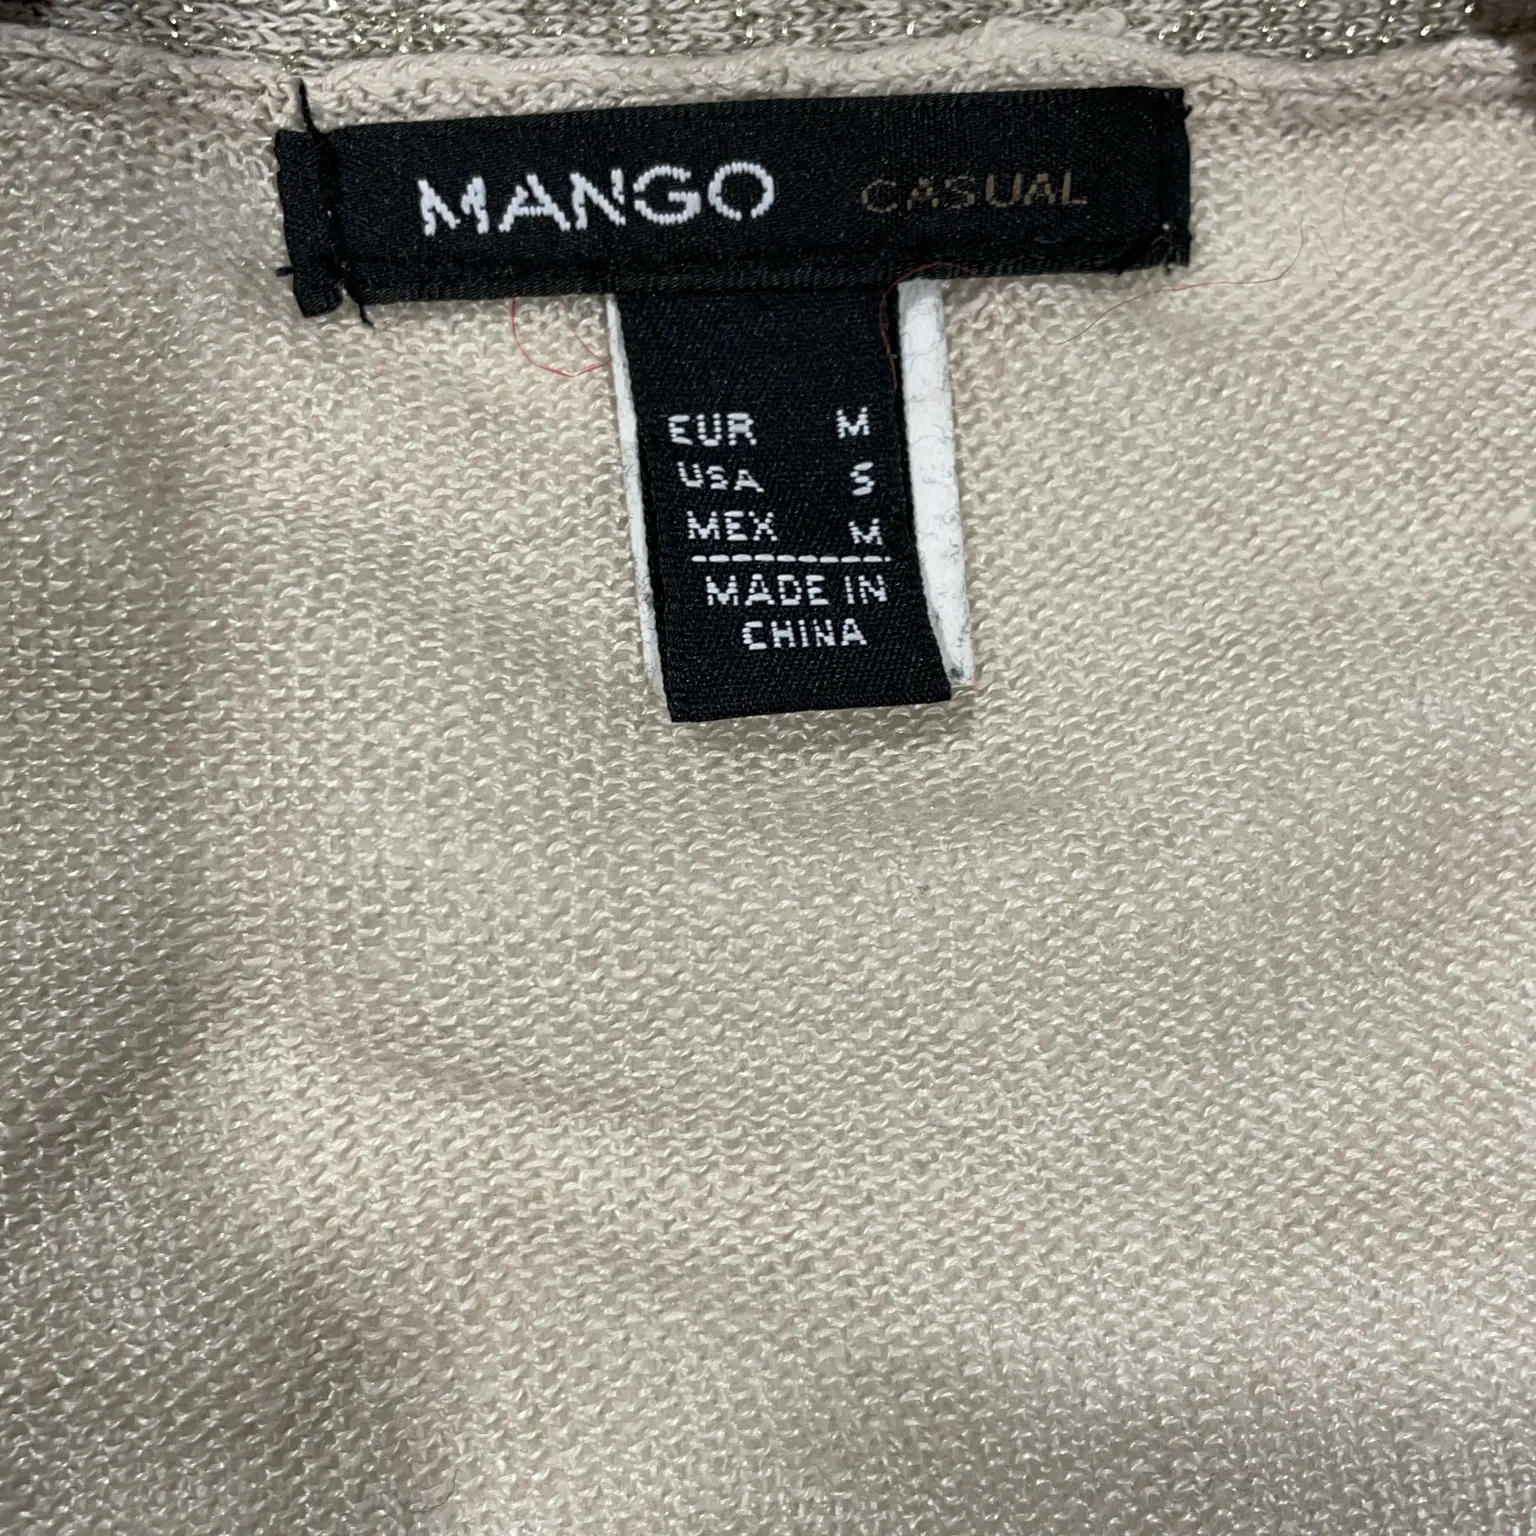 MANGO CASUAL
EUR M
USA S
MEX M
MADE IN
CHINA